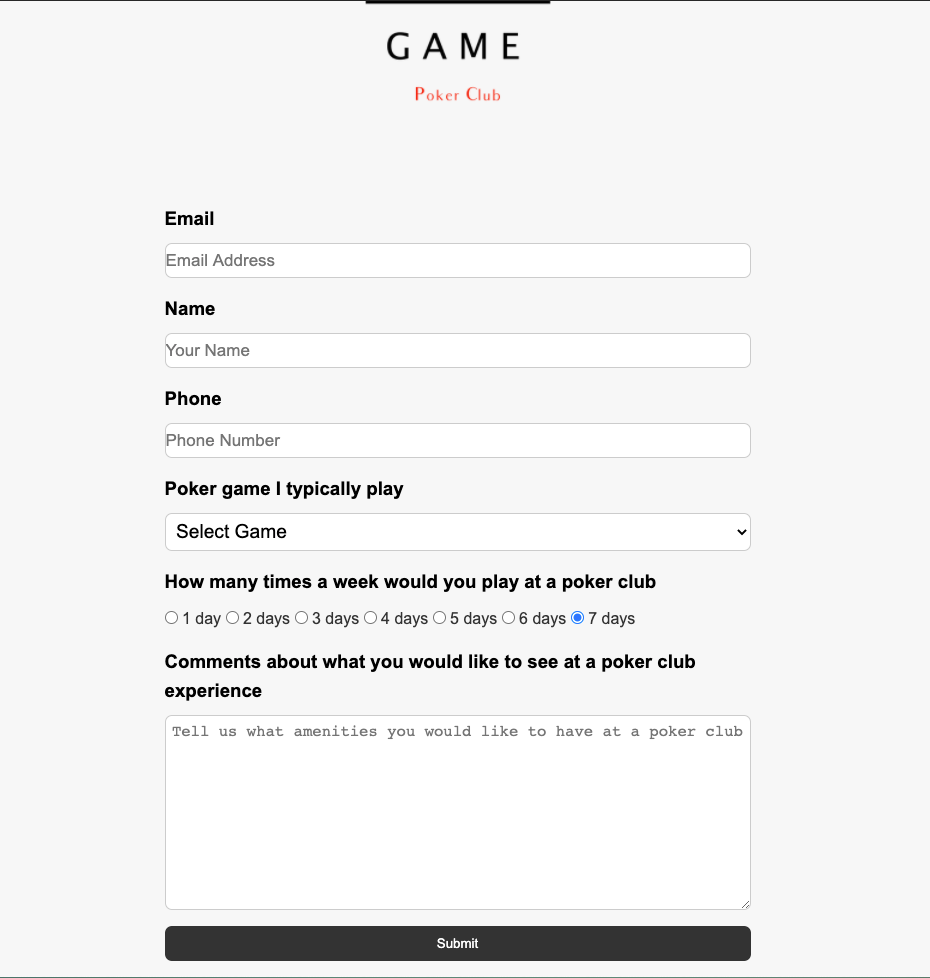 GAME
Poker Club
Email
Email Address
Name
Your Name
Phone
Phone Number
Poker game I typically play
Select Game
How many times a week would you play at a poker club
1 day 2 days 3 days 4 days 5 days 6 days 7 days
Comments about what you would like to see at a poker club
experience
Tell us what amenities you would like to have at a poker club
Submit